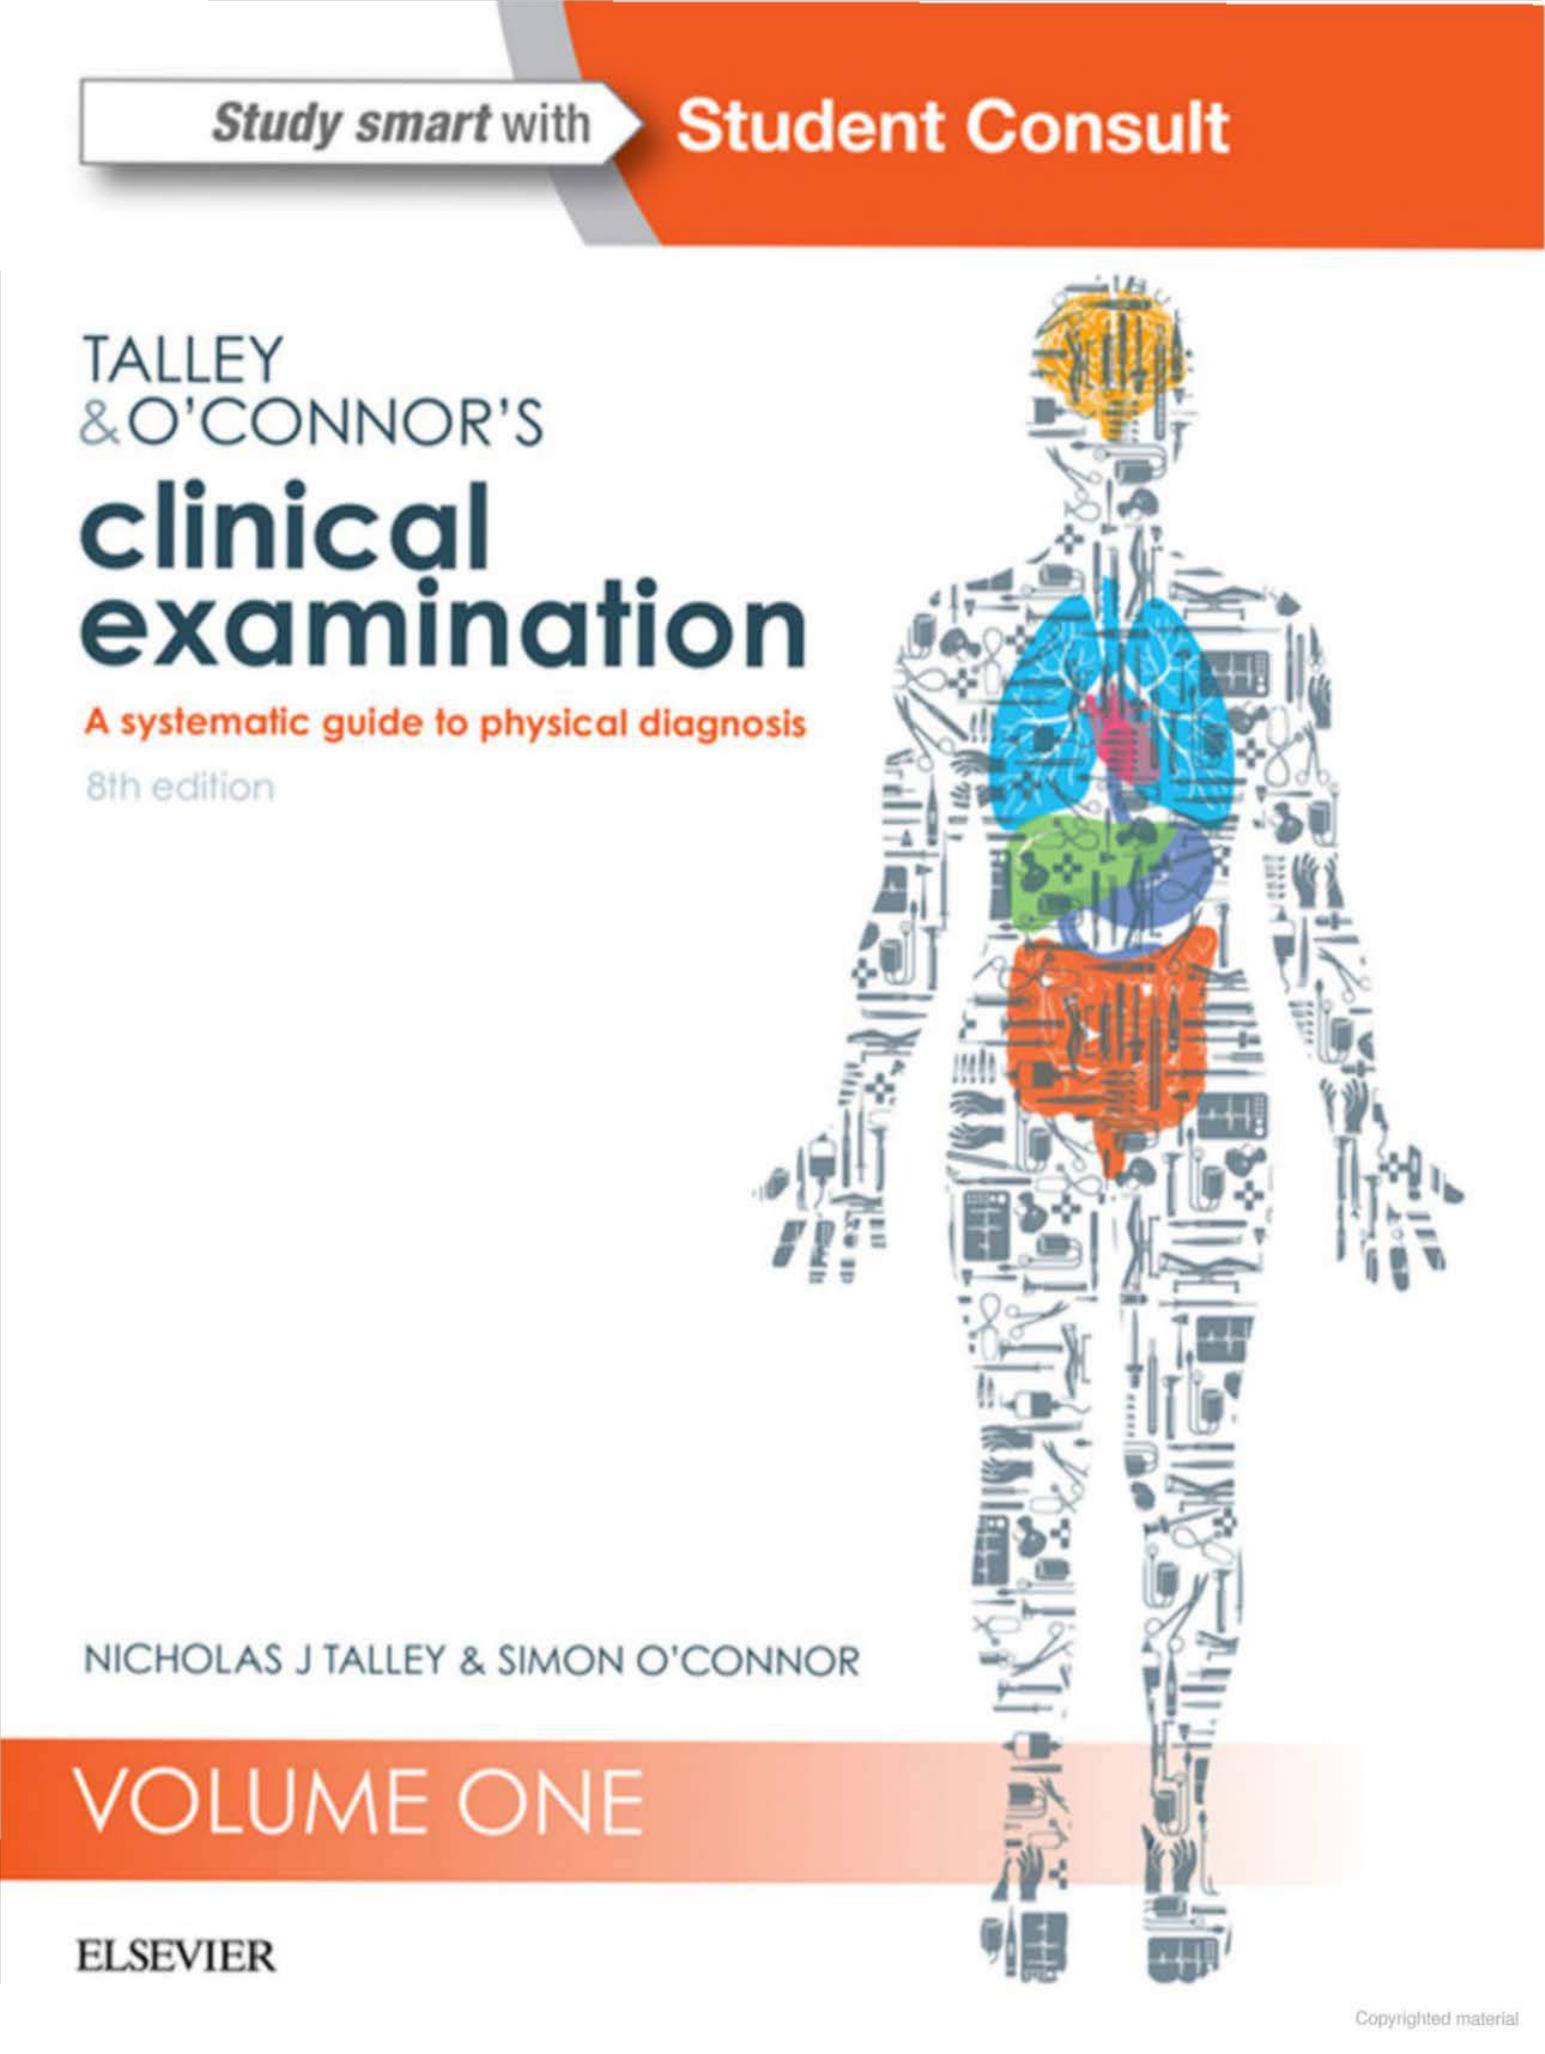 Study smart with
Student Consult
TALLEY
&O'CONNOR'S
clinical
examination
A systematic guide to physical diagnosis
8th edition
NICHOLAS J TALLEY & SIMON O'CONNOR
VOLUME ONE
ELSEVIER
Copyrighted material